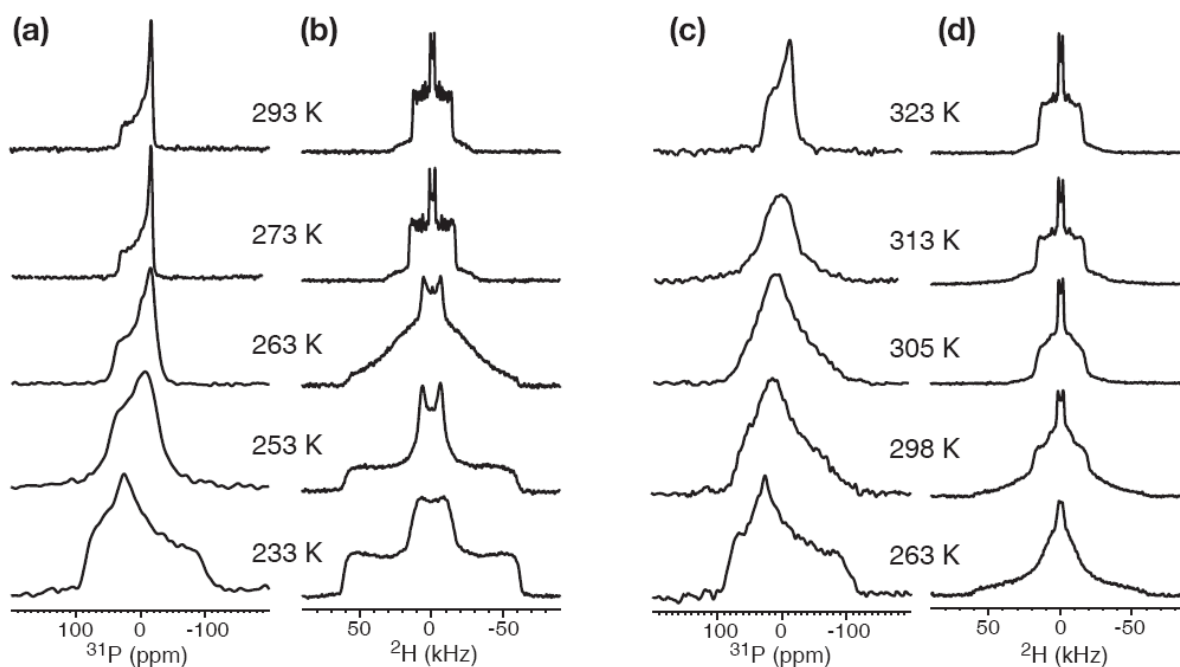 (a) (b) (c) (d)
293 K 323 K
273 K 313 K
263 K 305 K
253 K 298 K
233 K 263 K
100 0 -100 50 0 -50 100 0 -100 50 0 -50
³¹P (ppm) ²H (kHz) ³¹P (ppm) ²H (kHz)